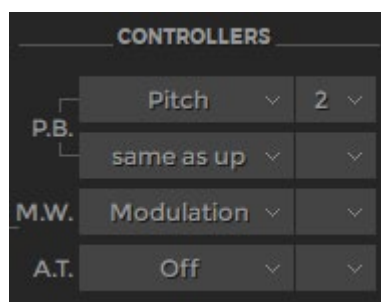 CONTROLLERS
Pitch 2
P.B.
same as up
M.W. Modulation
A.T. Off